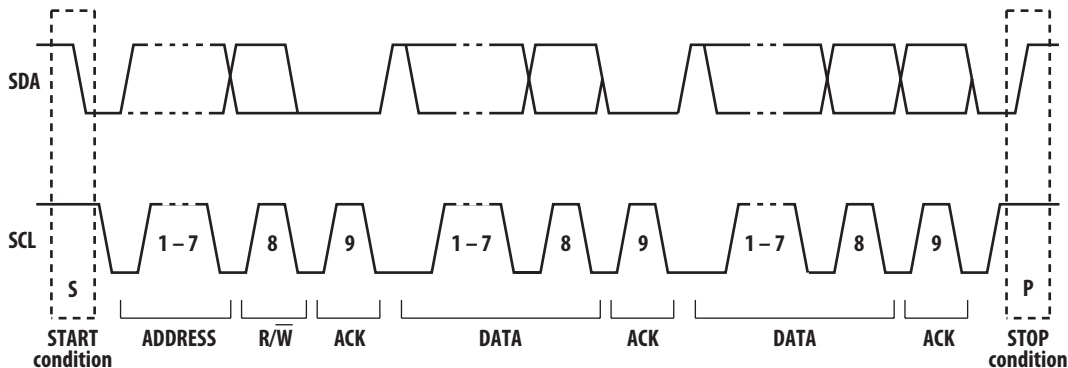 SDA
SCL
1 – 7 8 9 1 – 7 8 9 1 – 7 8 9
S P
START condition ADDRESS R/W̅ ACK DATA ACK DATA ACK STOP condition